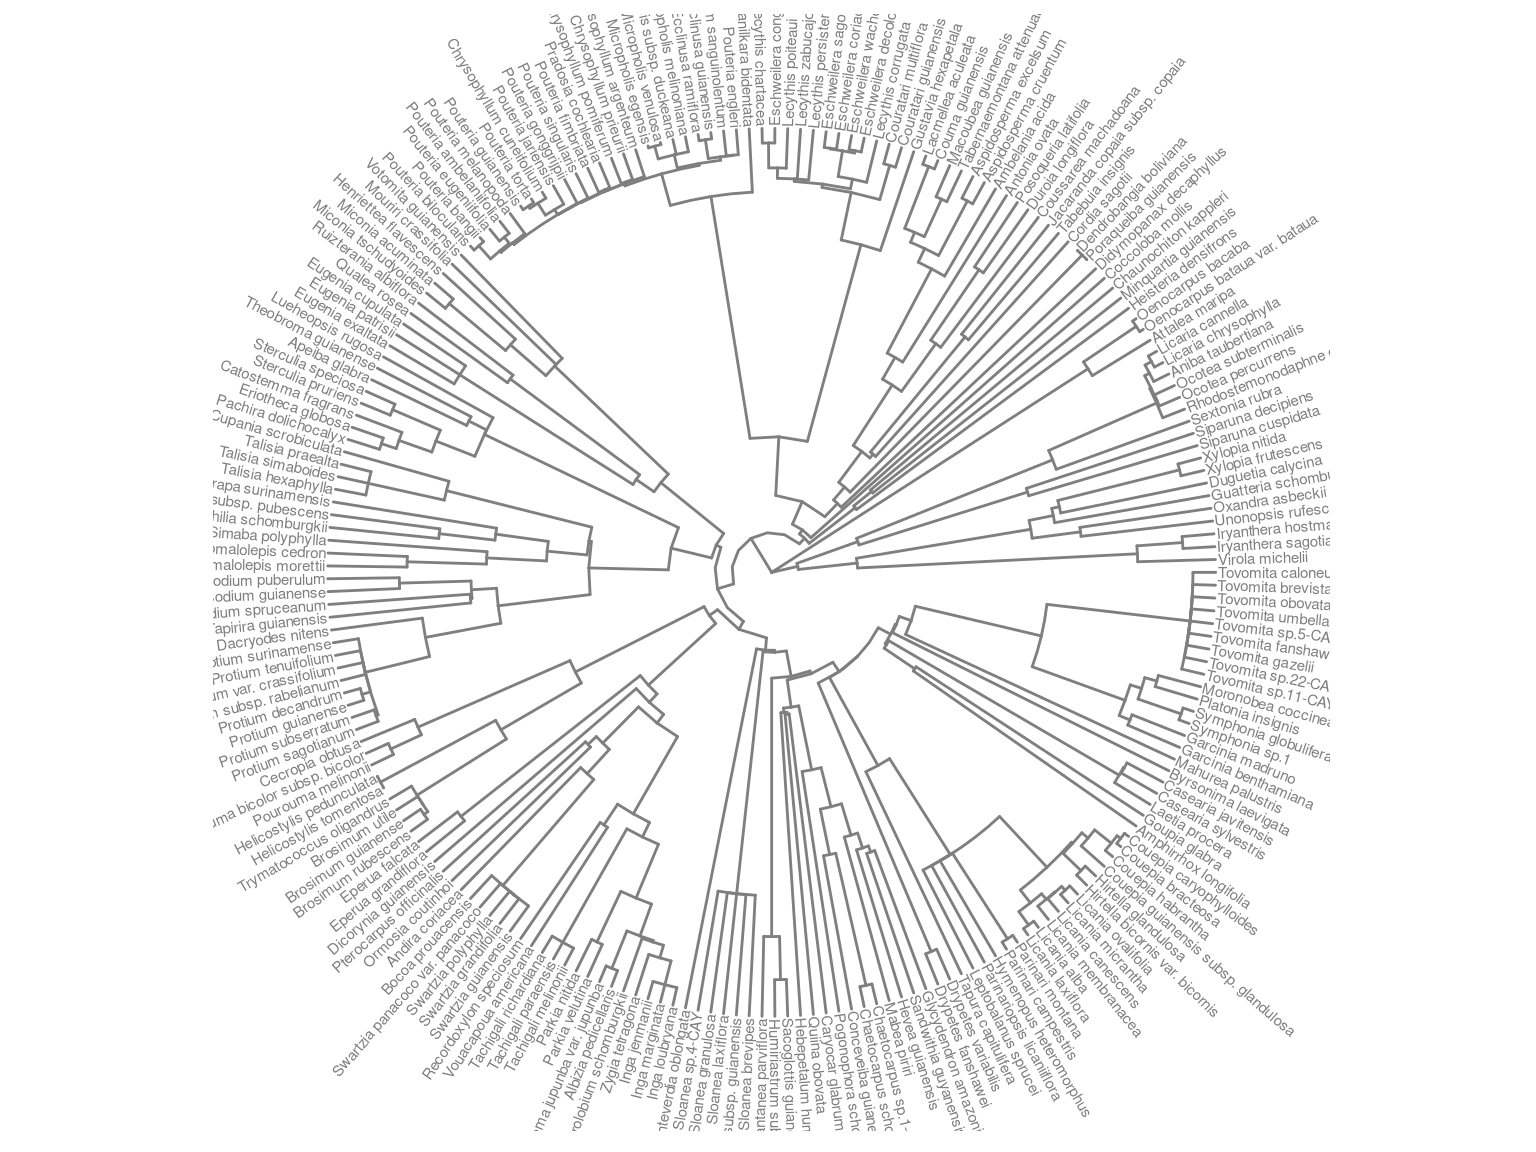 Tovomita caloneu
Tovomita brevista
Tovomita obovata
Tovomita umbella
Tovomita sp.5-CA
Tovomita fanshaw
Tovomita gazelii
Tovomita sp.22-CA
Tovomita sp.11-CAY
Moronobea coccinea
Platonia insignis
Symphonia globulifera
Symphonia sp.1
Garcinia madruno
Garcinia benthamiana
Mahurea palustris
Byrsonima laevigata
Casearia javitensis
Casearia sylvestris
Laetia procera
Goupia glabra
Amphirrhox longifolia
Couepia caryophylloides
Couepia bracteosa
Couepia habrantha
Couepia guianensis subsp. glandulosa
Hirtella glandulosa
Hirtella bicornis var. bicornis
Licania ovalifolia
Licania micrantha
Licania canescens
Licania membranacea
Licania alba
Licania laxiflora
Parinari montana
Parinari campestris
Hymenopus heteromorphus
Parinariopsis licaniiflora
Leptobalanus sprucei
Tapura capitulifera
Drypetes variabilis
Drypetes fanshawei
Glycydendron amazoni
Sandwithia guyanensi
Hevea guianensis
Mabea piriri
Chaetocarpus sp.1-
Chaetocarpus scho
Conceveiba guiane
Pogonophora scho
Caryocar glabrum
Quiina obovata
Hebepetalum hum
Sacoglottis guian
us umstrat
antanea parviflora
Sloanea brevipes
subsp. guianensis
Sloanea laxiflora
Sloanea granulosa
Sloanea sp.4-CAY
nteverdia oblongata
Inga loubryana
Inga marginata
Inga jenmanii
Zygia tetragona
rolobium schomburgkii
Albizia pedicellaris
ema jupunba var. jupunba
Parkia velutina
Parkia nitida
Tachigali melinonii
Tachigali paraensis
Tachigali richardiana
Vouacapoua americana
Recordoxylon speciosum
Swartzia guianensis
Swartzia grandifolia
Swartzia polyphylla
Swartzia panacoco var. panacoco
Bocoa prouacensis
Andira coriacea
Ormosia coutinhoi
Pterocarpus officinalis
Dicorynia guianensis
Eperua grandiflora
Eperua falcata
Brosimum rubescens
Brosimum guianense
Brosimum utile
Trymatococcus oligandrus
Helicostylis tomentosa
Helicostylis pedunculata
Pourouma melinonii
uma bicolor subsp. bicolor
Cecropia obtusa
Protium sagotianum
Protium subserratum
Protium guianense
Protium decandrum
n subsp. rabelianum
um var. crassifolium
Protium tenuifolium
otium surinamense
Dacryodes nitens
Tapirira guianensis
dium spruceanum
sodium guianense
odium puberulum
malolepis morettii
omalolepis cedron
Simaba polyphylla
hilia schomburgkii
subsp. pubescens
rapa surinamensis
Talisia hexaphylla
Talisia simaboides
Talisia praealta
Cupania scrobiculata
Pachira dolichocalyx
Eriotheca globosa
Catostemma fragrans
Sterculia pruriens
Sterculia speciosa
Apeiba glabra
Theobroma guianense
Lueheopsis rugosa
Eugenia exaltata
Eugenia patrisii
Eugenia cupulata
Qualea rosea
Ruizterania albiflora
Miconia tschudyoides
Miconia acuminata
Henriettea flavescens
Mouriri crassifolia
Votomita guianensis
Pouteria bilocularis
Pouteria bangii
Pouteria eugeniifolia
Pouteria ambelaniifolia
Pouteria melanopoda
Pouteria guianensis
Pouteria torta
Chrysophyllum cuneifolium
Pouteria jariensis
Pouteria gongrijpii
Pouteria singularis
Pouteria fimbriata
Pradosia cochlearia
rysophyllum pomiferum
Chrysophyllum prieurii
sophyllum argenteum
Micropholis egensis
Micropholis venulosa
is subsp. duckeana
opholis melinoniana
Ecclinusa ramiflora
clinusa guianensis
m sanguinolentum
Pouteria engleri
anilkara bidentata
ecythis chartacea
Eschweilera cong
Lecythis poiteaui
Lecythis zabucajo
Lecythis persister
Eschweilera sago
Eschweilera coriac
Eschweilera wach
Eschweilera decolo
Lecythis corrugata
Couratari multiflora
Couratari guianensis
Gustavia hexapetala
Lacmellea aculeata
Couma guianensis
Macoubea guianensis
Tabernaemontana attenua
Aspidosperma excelsum
Aspidosperma cruentum
Ambelania acida
Antonia ovata
Posoqueria latifolia
Duroia longiflora
Coussarea machadoana
Jacaranda copaia subsp. copaia
Tabebuia insignis
Cordia sagotii
Dendrobangia boliviana
Poraqueiba guianensis
Didymopanax decaphyllus
Coccoloba mollis
Chaunochiton kappleri
Minquartia guianensis
Heisteria densifrons
Oenocarpus bacaba
Oenocarpus bataua var. bataua
Attalea maripa
Licaria cannella
Licaria chrysophylla
Aniba taubertiana
Ocotea subterminalis
Ocotea percurrens
Rhodostemonodaphne
Sextonia rubra
Siparuna decipiens
Siparuna cuspidata
Xylopia nitida
Xylopia frutescens
Duguetia calycina
Guatteria schombu
Oxandra asbeckii
Unonopsis rufesc
Iryanthera hostma
Iryanthera sagotia
Virola michelii